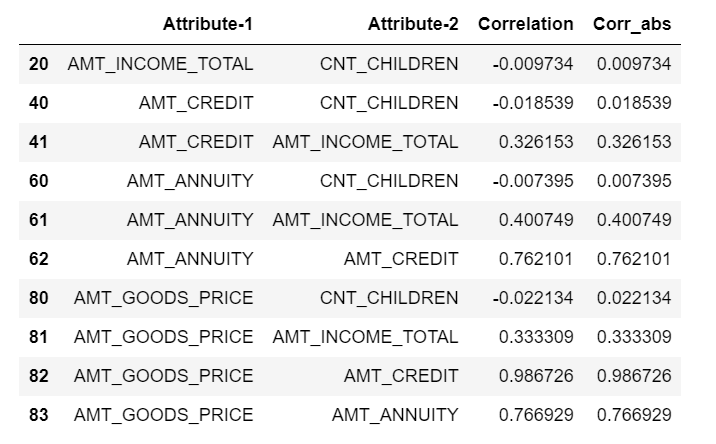 Attribute-1 Attribute-2 Correlation Corr_abs
20 AMT_INCOME_TOTAL CNT_CHILDREN -0.009734 0.009734
40 AMT_CREDIT CNT_CHILDREN -0.018539 0.018539
41 AMT_CREDIT AMT_INCOME_TOTAL 0.326153 0.326153
60 AMT_ANNUITY CNT_CHILDREN -0.007395 0.007395
61 AMT_ANNUITY AMT_INCOME_TOTAL 0.400749 0.400749
62 AMT_ANNUITY AMT_CREDIT 0.762101 0.762101
80 AMT_GOODS_PRICE CNT_CHILDREN -0.022134 0.022134
81 AMT_GOODS_PRICE AMT_INCOME_TOTAL 0.333309 0.333309
82 AMT_GOODS_PRICE AMT_CREDIT 0.986726 0.986726
83 AMT_GOODS_PRICE AMT_ANNUITY 0.766929 0.766929